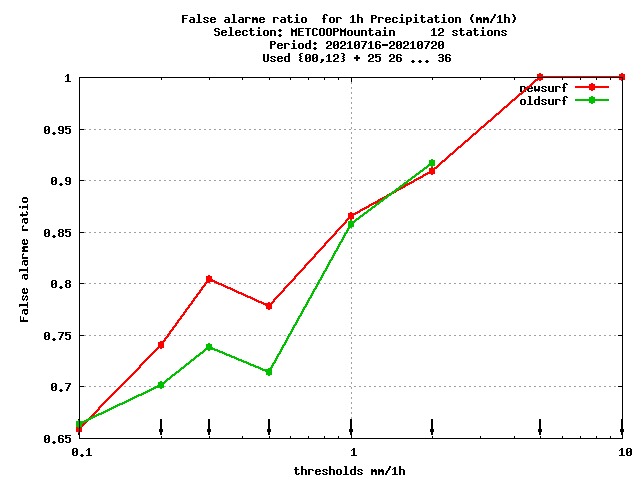 False alarme ratio  for 1h Precipitation (mm/1h)
Selection: METCOOPMountain     12 stations
Period: 20210716-20210720
Used {00,12} + 25 26 ... 36
newsurf
oldsurf
1
0.95
0.9
0.85
0.8
0.75
0.7
0.65
False alarme ratio
0.1
1
10
thresholds mm/1h